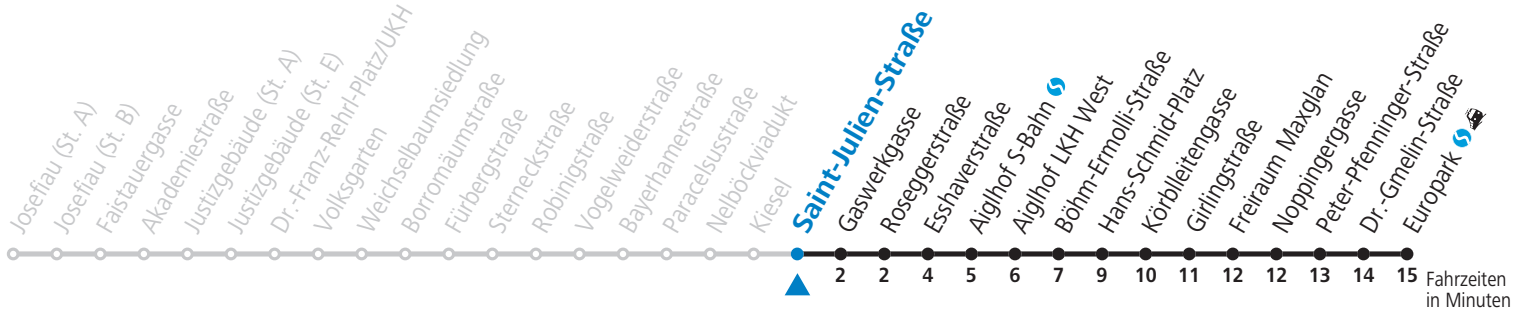 Josefiau (St. A)
Josefiau (St. B)
Faistauergasse
Akademiestraße
Justizgebäude (St. A)
Justizgebäude (St. E)
Dr.-Franz-Rehrl-Platz/UKH
Volksgarten
Weichselbaumsiedlung
Borromäumstraße
Fürbergstraße
Sterneckstraße
Robinigstraße
Vogelweiderstraße
Bayerhamerstraße
Paracelsusstraße
Nelböckviadukt
Kiesel
Saint-Julien-Straße
Gaswerkgasse
Roseggerstraße
Esshaverstraße
Aiglhof S-Bahn
Aiglhof LKH West
Böhm-Ermolli-Straße
Hans-Schmid-Platz
Körblleitengasse
Girlingstraße
Freiraum Maxglan
Noppingergasse
Peter-Pfenninger-Straße
Dr.-Gmelin-Straße
Europark
2 2 4 5 6 7 9 10 11 12 12 13 14 15
Fahrzeiten
in Minuten